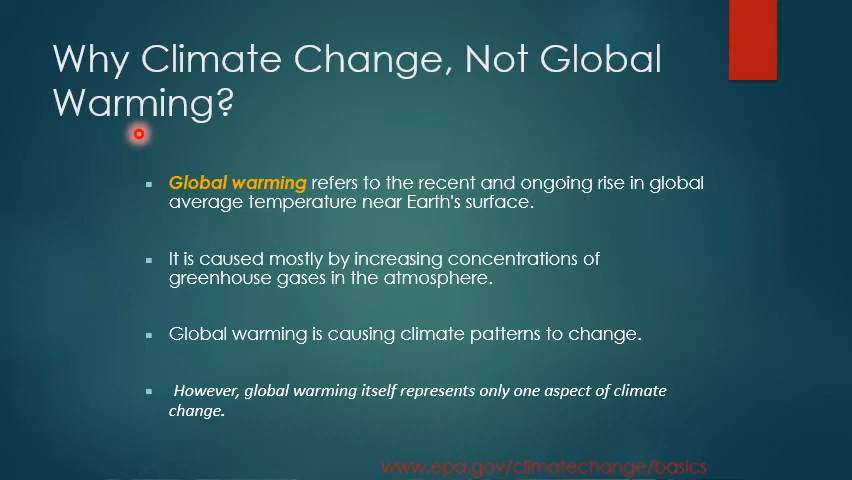 Why Climate Change, Not Global
Warming?
Global warming refers to the recent and ongoing rise in global
average temperature near Earth's surface.
It is caused mostly by increasing concentrations of
greenhouse gases in the atmosphere.
Global warming is causing climate patterns to change.
However, global warming itself represents only one aspect of climate
change.
www.epa.gov/climatechange/basics